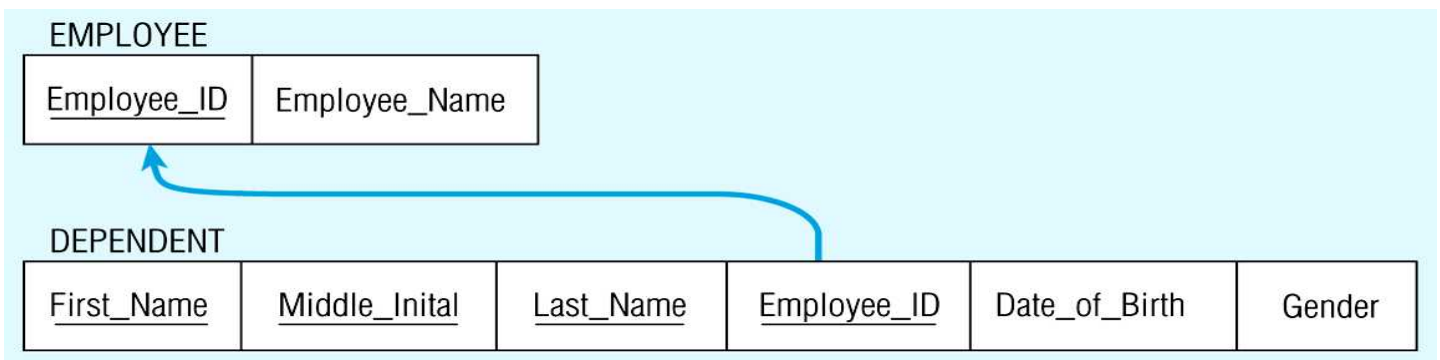 EMPLOYEE
Employee_ID Employee_Name
DEPENDENT
First_Name Middle_Inital Last_Name Employee_ID Date_of_Birth Gender